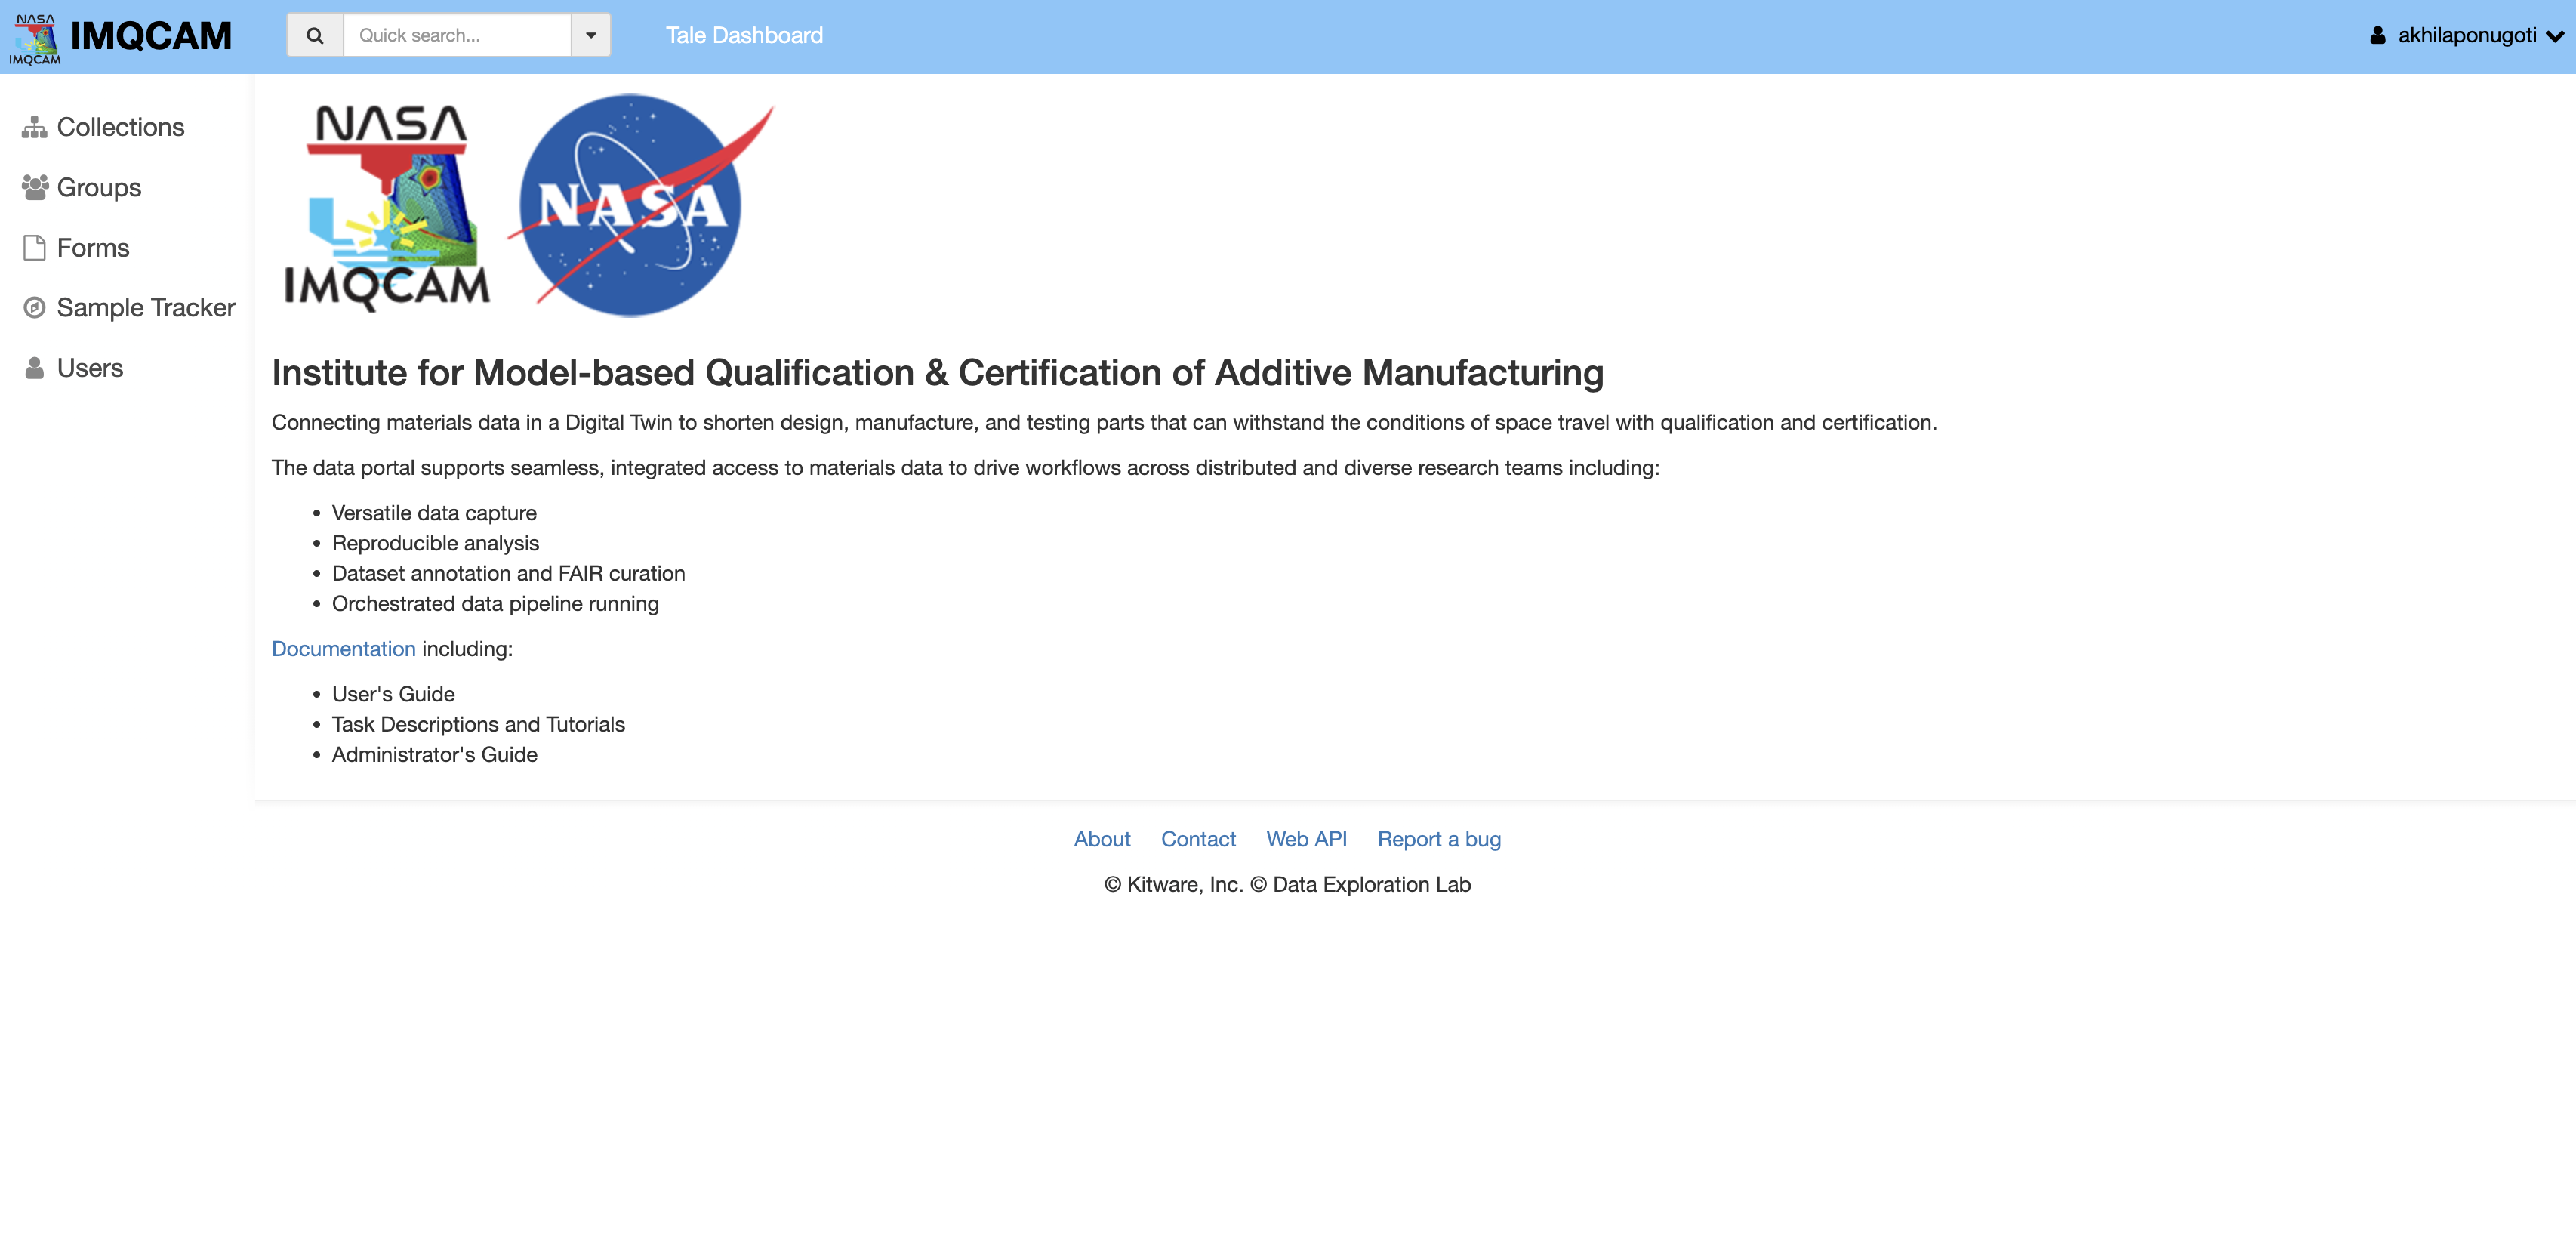 NASA
IMQCAM
IMQCAM
Quick search...
Tale Dashboard
akhilaponugoti
Collections
Groups
Forms
Sample Tracker
Users
NASA
IMQCAM
NASA
Institute for Model-based Qualification & Certification of Additive Manufacturing
Connecting materials data in a Digital Twin to shorten design, manufacture, and testing parts that can withstand the conditions of space travel with qualification and certification.
The data portal supports seamless, integrated access to materials data to drive workflows across distributed and diverse research teams including:
• Versatile data capture
• Reproducible analysis
• Dataset annotation and FAIR curation
• Orchestrated data pipeline running
Documentation including:
• User's Guide
• Task Descriptions and Tutorials
• Administrator's Guide
About Contact Web API Report a bug
© Kitware, Inc. © Data Exploration Lab